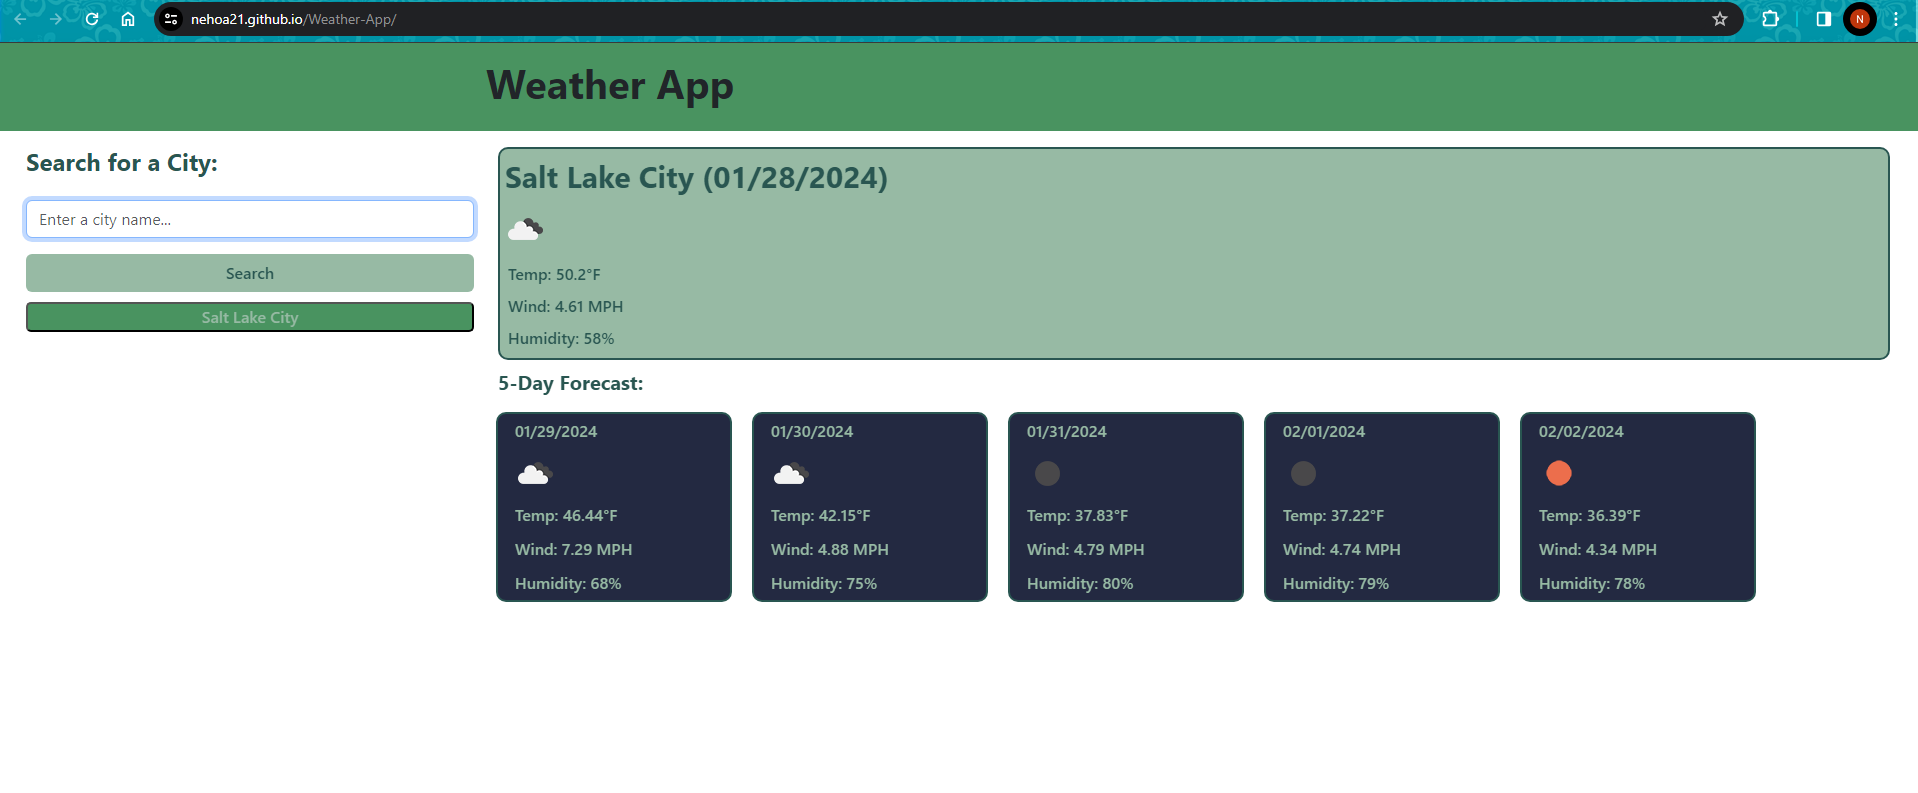 nehoa21.github.io/Weather-App/
N
Weather App
Search for a City:
Enter a city name...
Search
Salt Lake City
Salt Lake City (01/28/2024)
Temp: 50.2°F
Wind: 4.61 MPH
Humidity: 58%
5-Day Forecast:
01/29/2024
Temp: 46.44°F
Wind: 7.29 MPH
Humidity: 68%
01/30/2024
Temp: 42.15°F
Wind: 4.88 MPH
Humidity: 75%
01/31/2024
Temp: 37.83°F
Wind: 4.79 MPH
Humidity: 80%
02/01/2024
Temp: 37.22°F
Wind: 4.74 MPH
Humidity: 79%
02/02/2024
Temp: 36.39°F
Wind: 4.34 MPH
Humidity: 78%